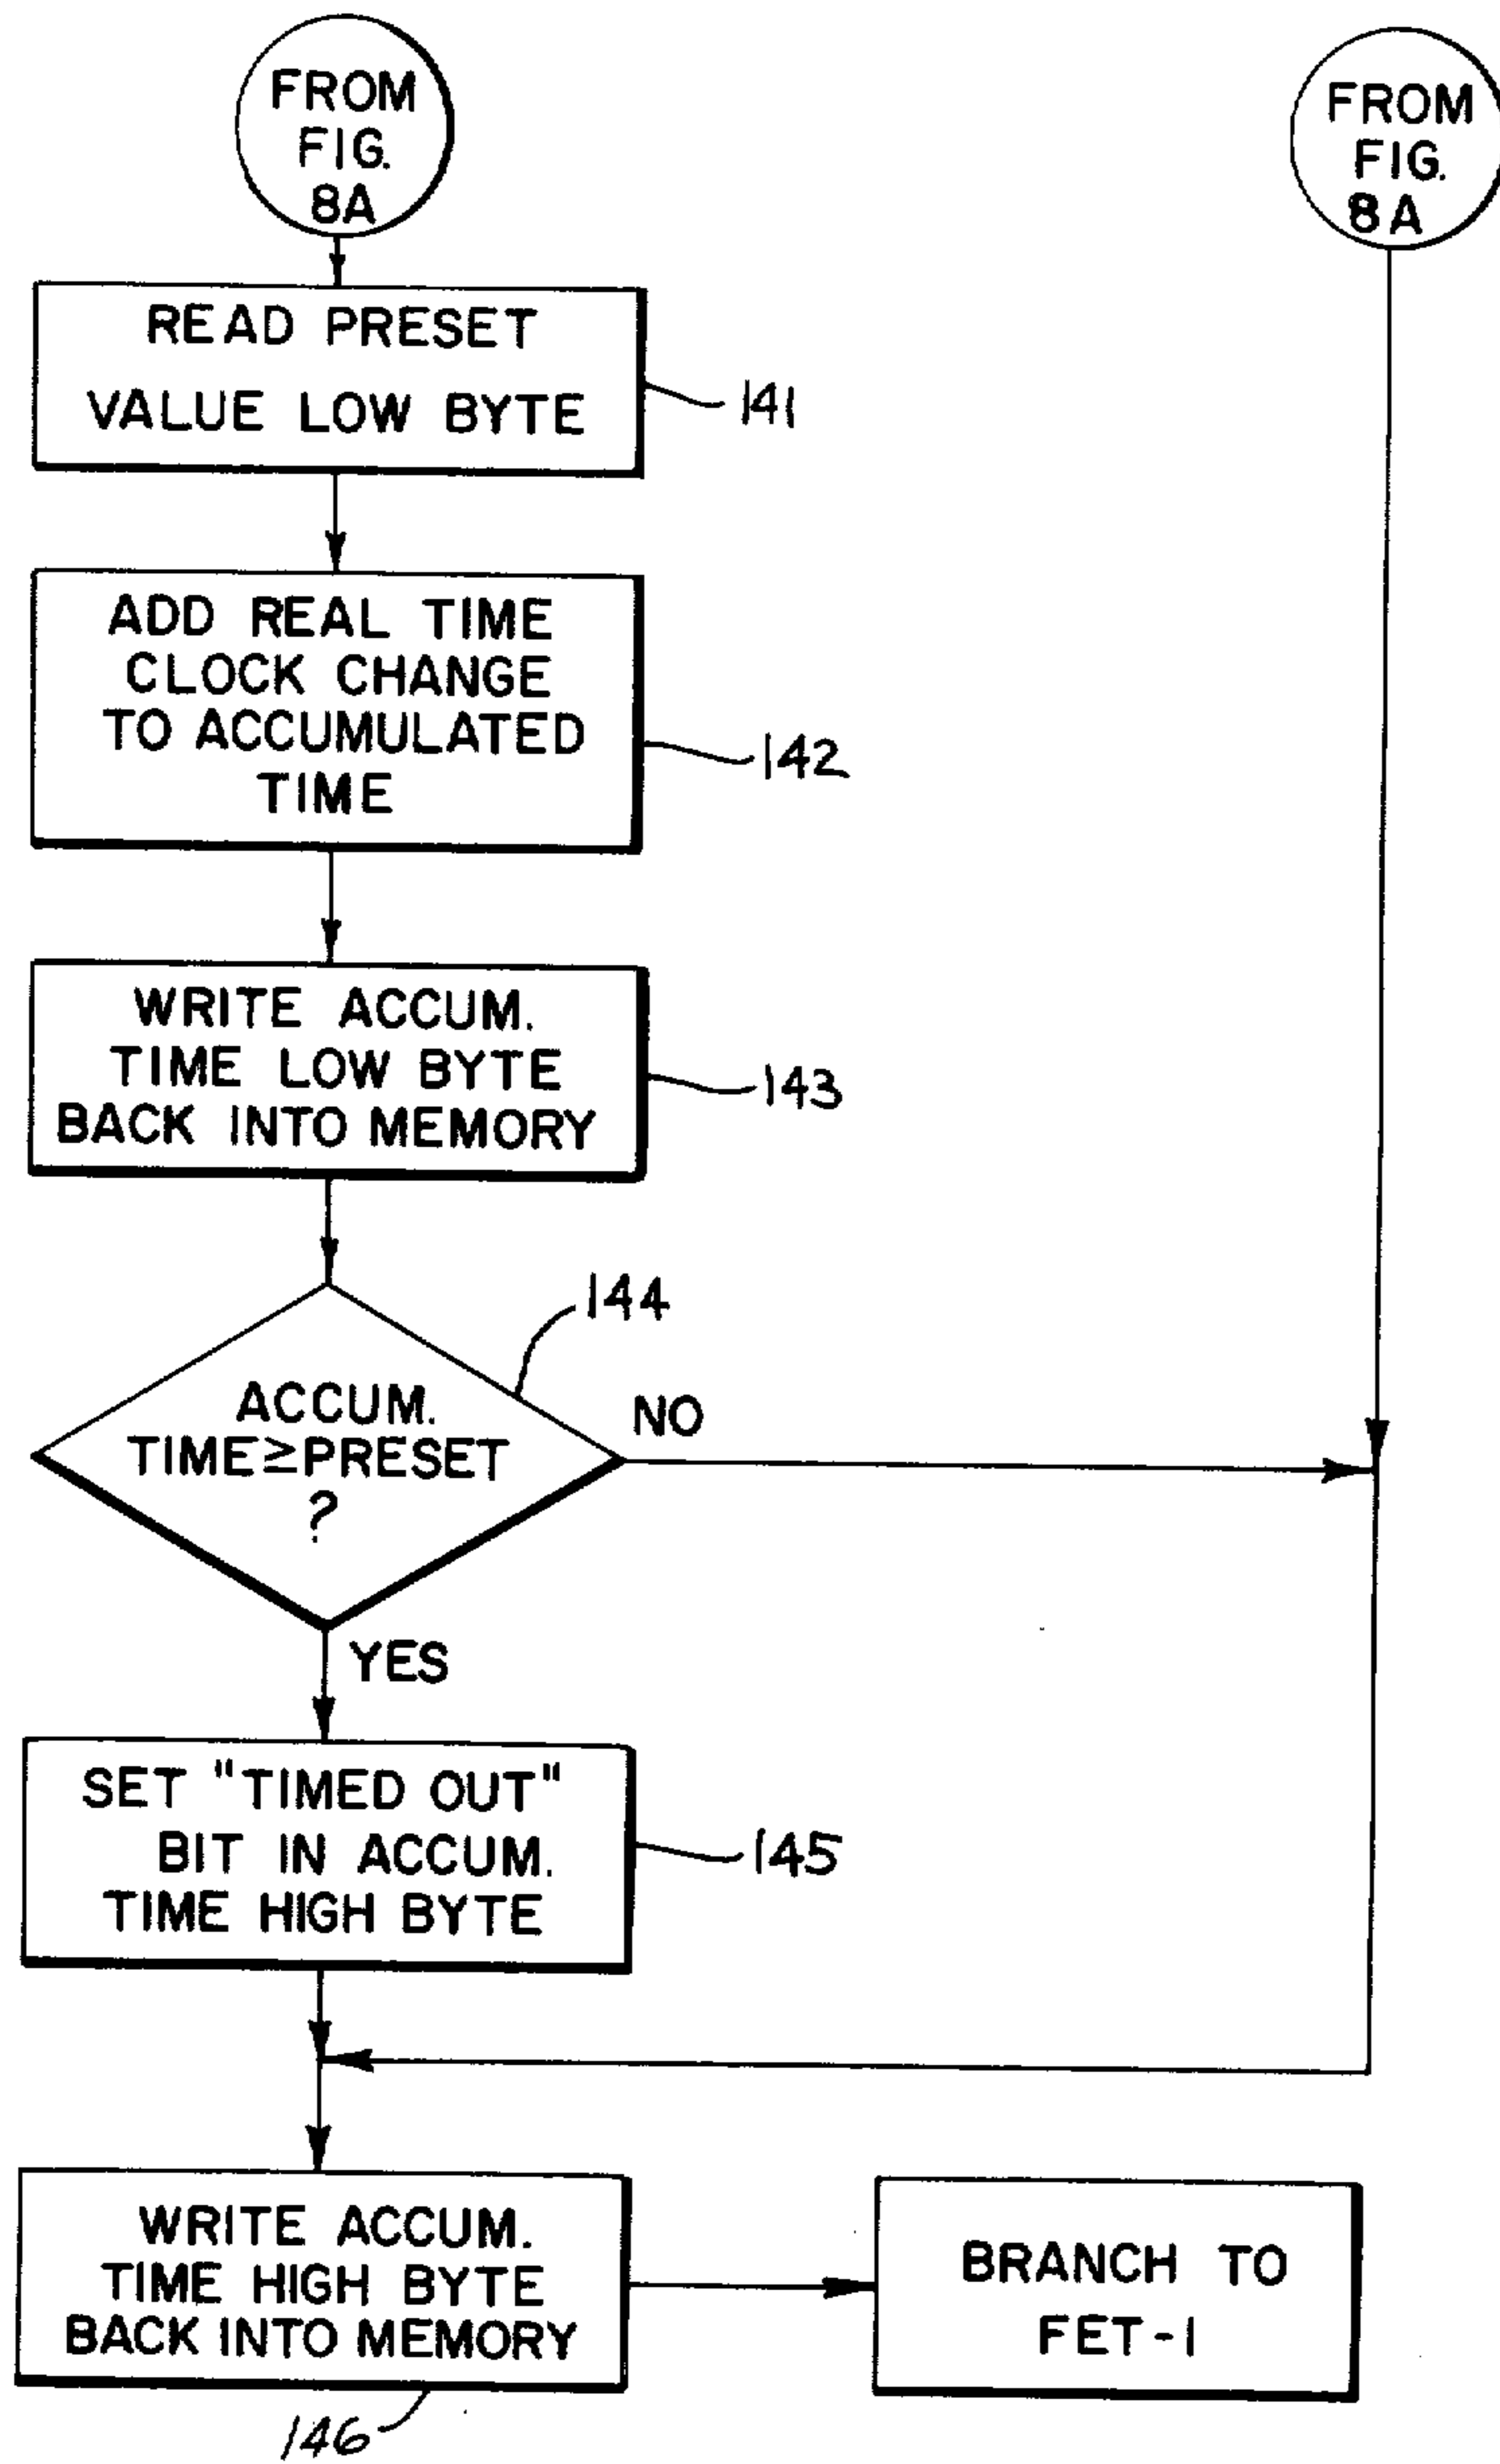 FROM
FIG.
8A
FROM
FIG.
8A
READ PRESET
VALUE LOW BYTE
141
ADD REAL TIME
CLOCK CHANGE
TO ACCUMULATED
TIME
142
WRITE ACCUM.
TIME LOW BYTE
BACK INTO MEMORY
143
144
ACCUM.
TIME≥PRESET
?
NO
YES
SET "TIMED OUT"
BIT IN ACCUM.
TIME HIGH BYTE
145
WRITE ACCUM.
TIME HIGH BYTE
BACK INTO MEMORY
146
BRANCH TO
FET-1